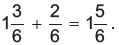 1 3/6 + 2/6 = 1 5/6.